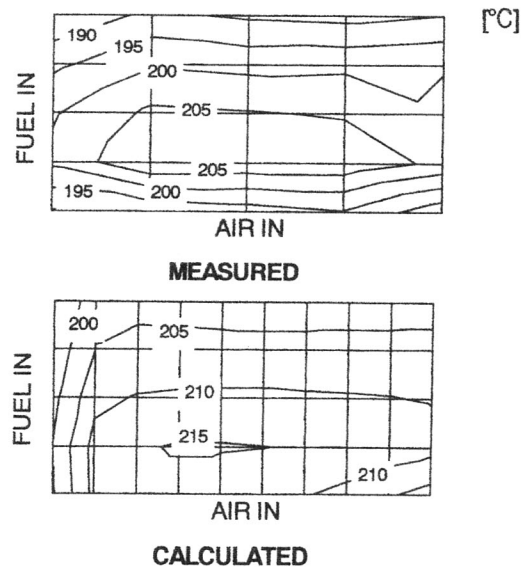 [°C]
190
195
200
205
205
195
200
FUEL IN
AIR IN
MEASURED
200
205
210
215
210
FUEL IN
AIR IN
CALCULATED